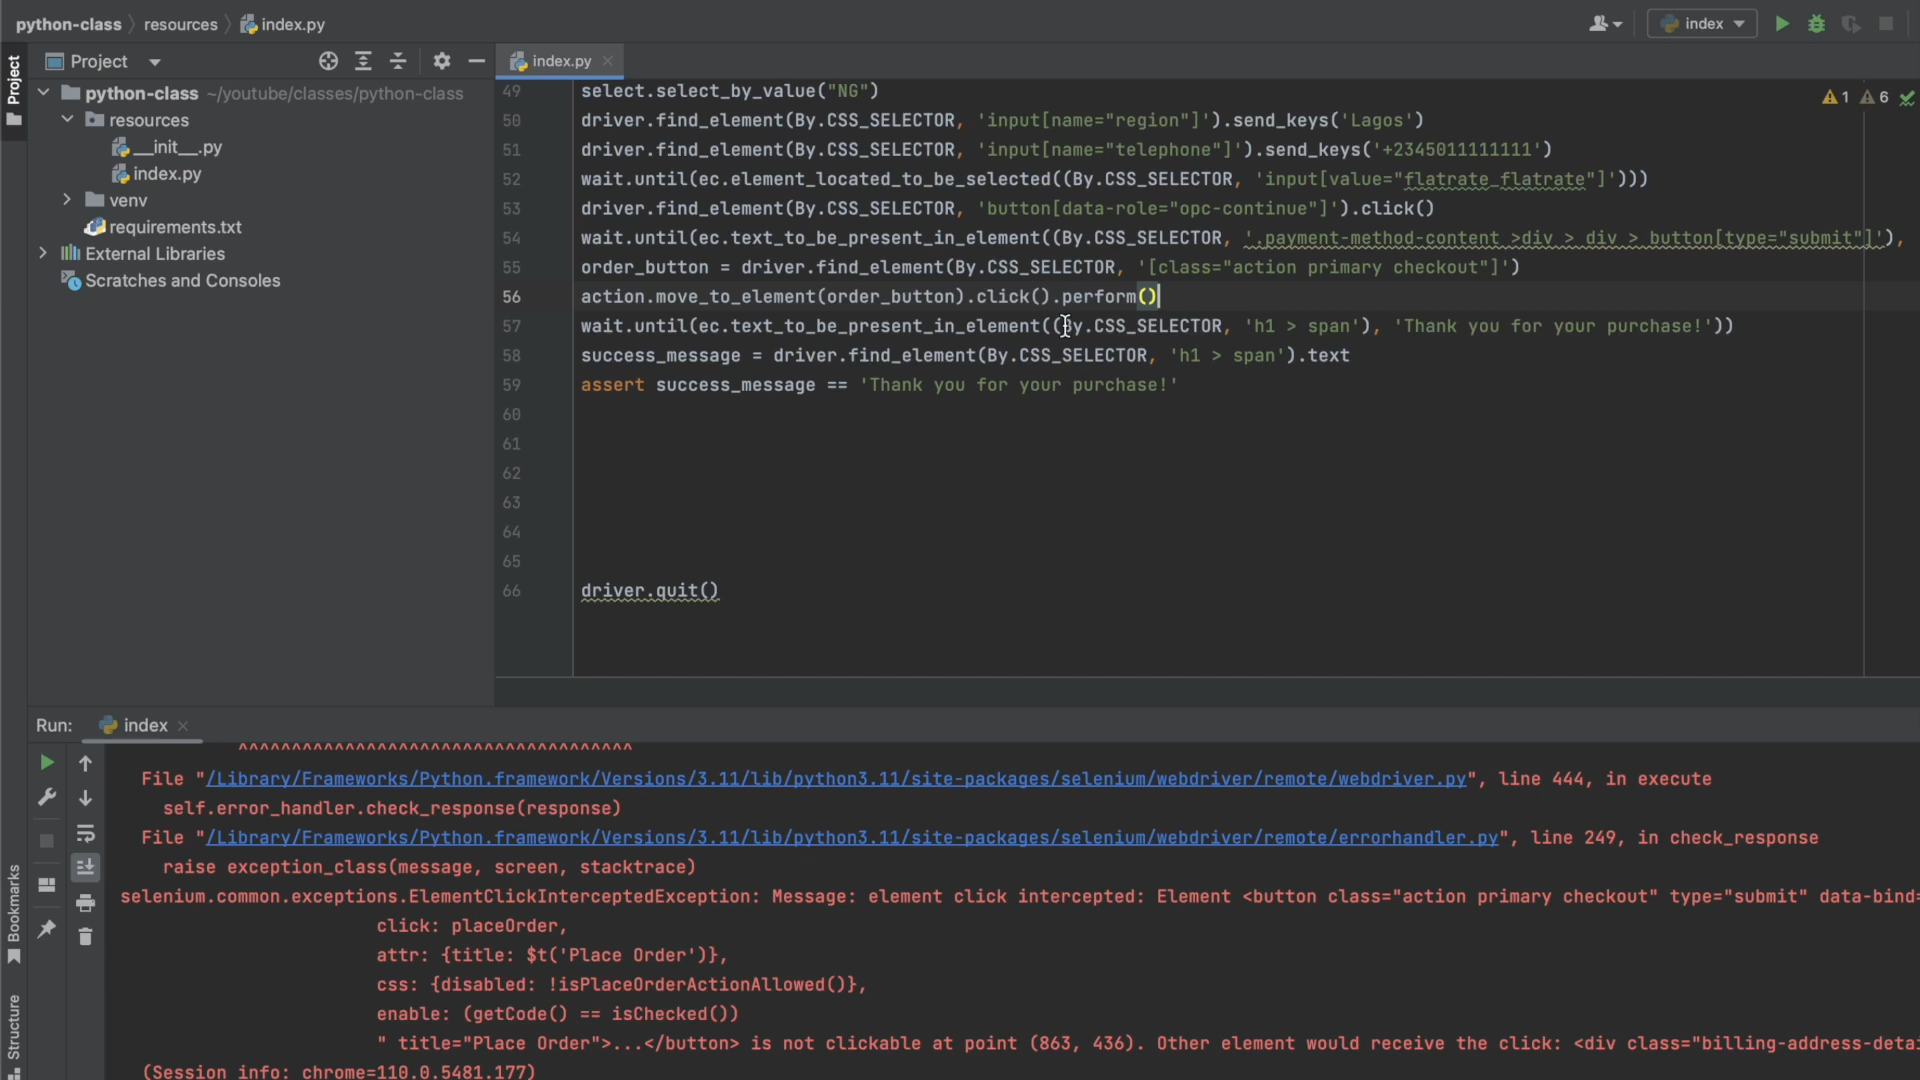 python-class
resources
index.py
index
Project
Project
index.py
python-class ~/youtube/classes/python-class
resources
__init__.py
index.py
venv
requirements.txt
External Libraries
Scratches and Consoles
1
6
49 select.select_by_value("NG")
50 driver.find_element(By.CSS_SELECTOR, 'input[name="region"]').send_keys('Lagos')
51 driver.find_element(By.CSS_SELECTOR, 'input[name="telephone"]').send_keys('+2345011111111')
52 wait.until(ec.element_located_to_be_selected((By.CSS_SELECTOR, 'input[value="flatrate_flatrate"]')))
53 driver.find_element(By.CSS_SELECTOR, 'button[data-role="opc-continue"]').click()
54 wait.until(ec.text_to_be_present_in_element((By.CSS_SELECTOR, '.payment-method-content >div > div > button[type="submit"]'),
55 order_button = driver.find_element(By.CSS_SELECTOR, '[class="action primary checkout"]')
56 action.move_to_element(order_button).click().perform()
57 wait.until(ec.text_to_be_present_in_element((By.CSS_SELECTOR, 'h1 > span'), 'Thank you for your purchase!'))
58 success_message = driver.find_element(By.CSS_SELECTOR, 'h1 > span').text
59 assert success_message == 'Thank you for your purchase!'
60
61
62
63
64
65
66 driver.quit()
Run: index
^^^^^^^^^^^^^^^^^^^^^^^^^^^^^^^^^^^^^
File "/Library/Frameworks/Python.framework/Versions/3.11/lib/python3.11/site-packages/selenium/webdriver/remote/webdriver.py", line 444, in execute
self.error_handler.check_response(response)
File "/Library/Frameworks/Python.framework/Versions/3.11/lib/python3.11/site-packages/selenium/webdriver/remote/errorhandler.py", line 249, in check_response
raise exception_class(message, screen, stacktrace)
selenium.common.exceptions.ElementClickInterceptedException: Message: element click intercepted: Element <button class="action primary checkout" type="submit" data-bind=
click: placeOrder,
attr: {title: $t('Place Order')},
css: {disabled: !isPlaceOrderActionAllowed()},
enable: (getCode() == isChecked())
" title="Place Order">...</button> is not clickable at point (863, 436). Other element would receive the click: <div class="billing-address-detai
(Session info: chrome=110.0.5481.177)
Bookmarks
Structure